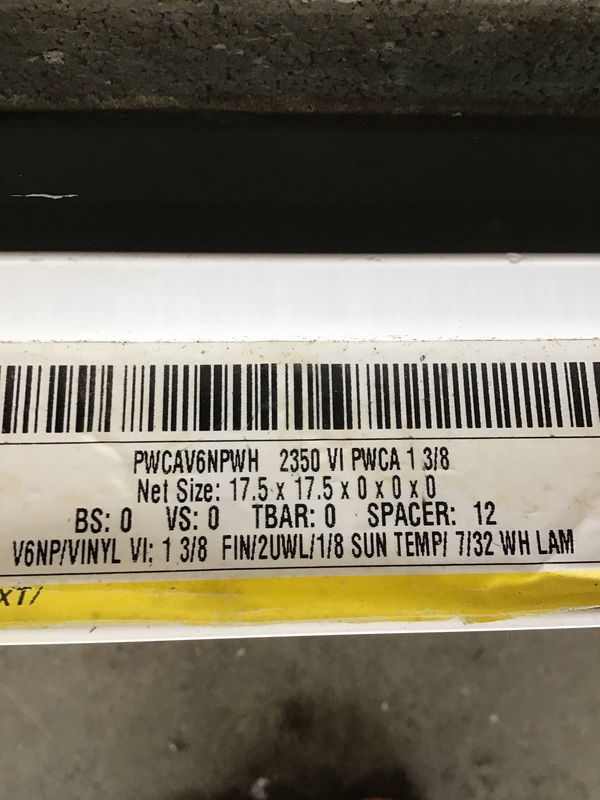 PWCAV6NPWH 2350 VI PWCA 1 3/8
Net Size: 17.5 x 17.5 x 0 x 0 x 0
BS: 0 VS: 0 TBAR: 0 SPACER: 12
V6NP/VINYL VI; 1 3/8 FIN/2UWL/1/8 SUN TEMP/ 7/32 WH LAM
XT/